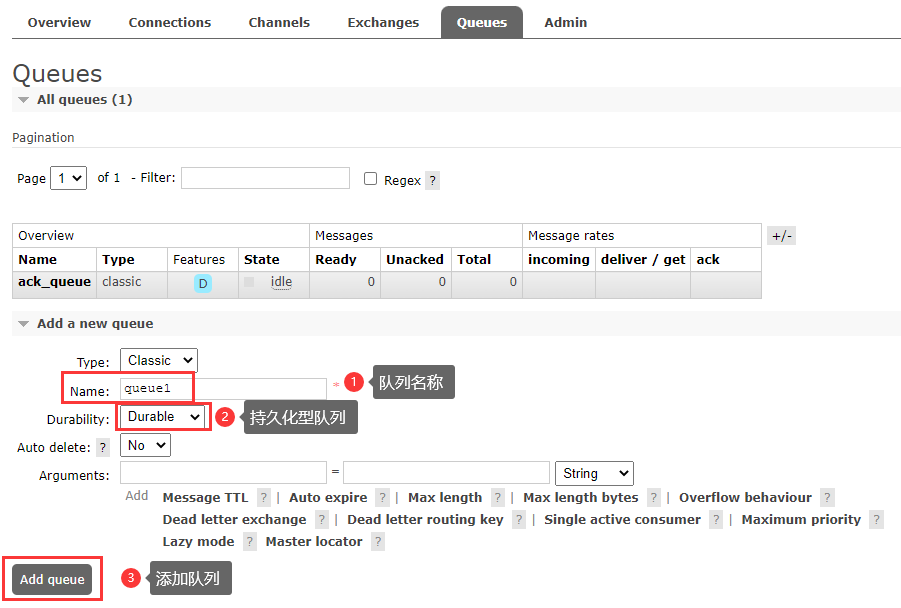 Overview Connections Channels Exchanges Queues Admin
Queues
All queues (1)
Pagination
Page 1 of 1 - Filter: Regex ?
Overview Messages Message rates +/-
Name Type Features State Ready Unacked Total incoming deliver / get ack
ack_queue classic D idle 0 0 0
Add a new queue
Type: Classic
Name: queue1 * 1 队列名称
Durability: Durable 2 持久化型队列
Auto delete: ? No
Arguments: = String
Add Message TTL ? | Auto expire ? | Max length ? | Max length bytes ? | Overflow behaviour ?
Dead letter exchange ? | Dead letter routing key ? | Single active consumer ? | Maximum priority ?
Lazy mode ? Master locator ?
Add queue 3 添加队列